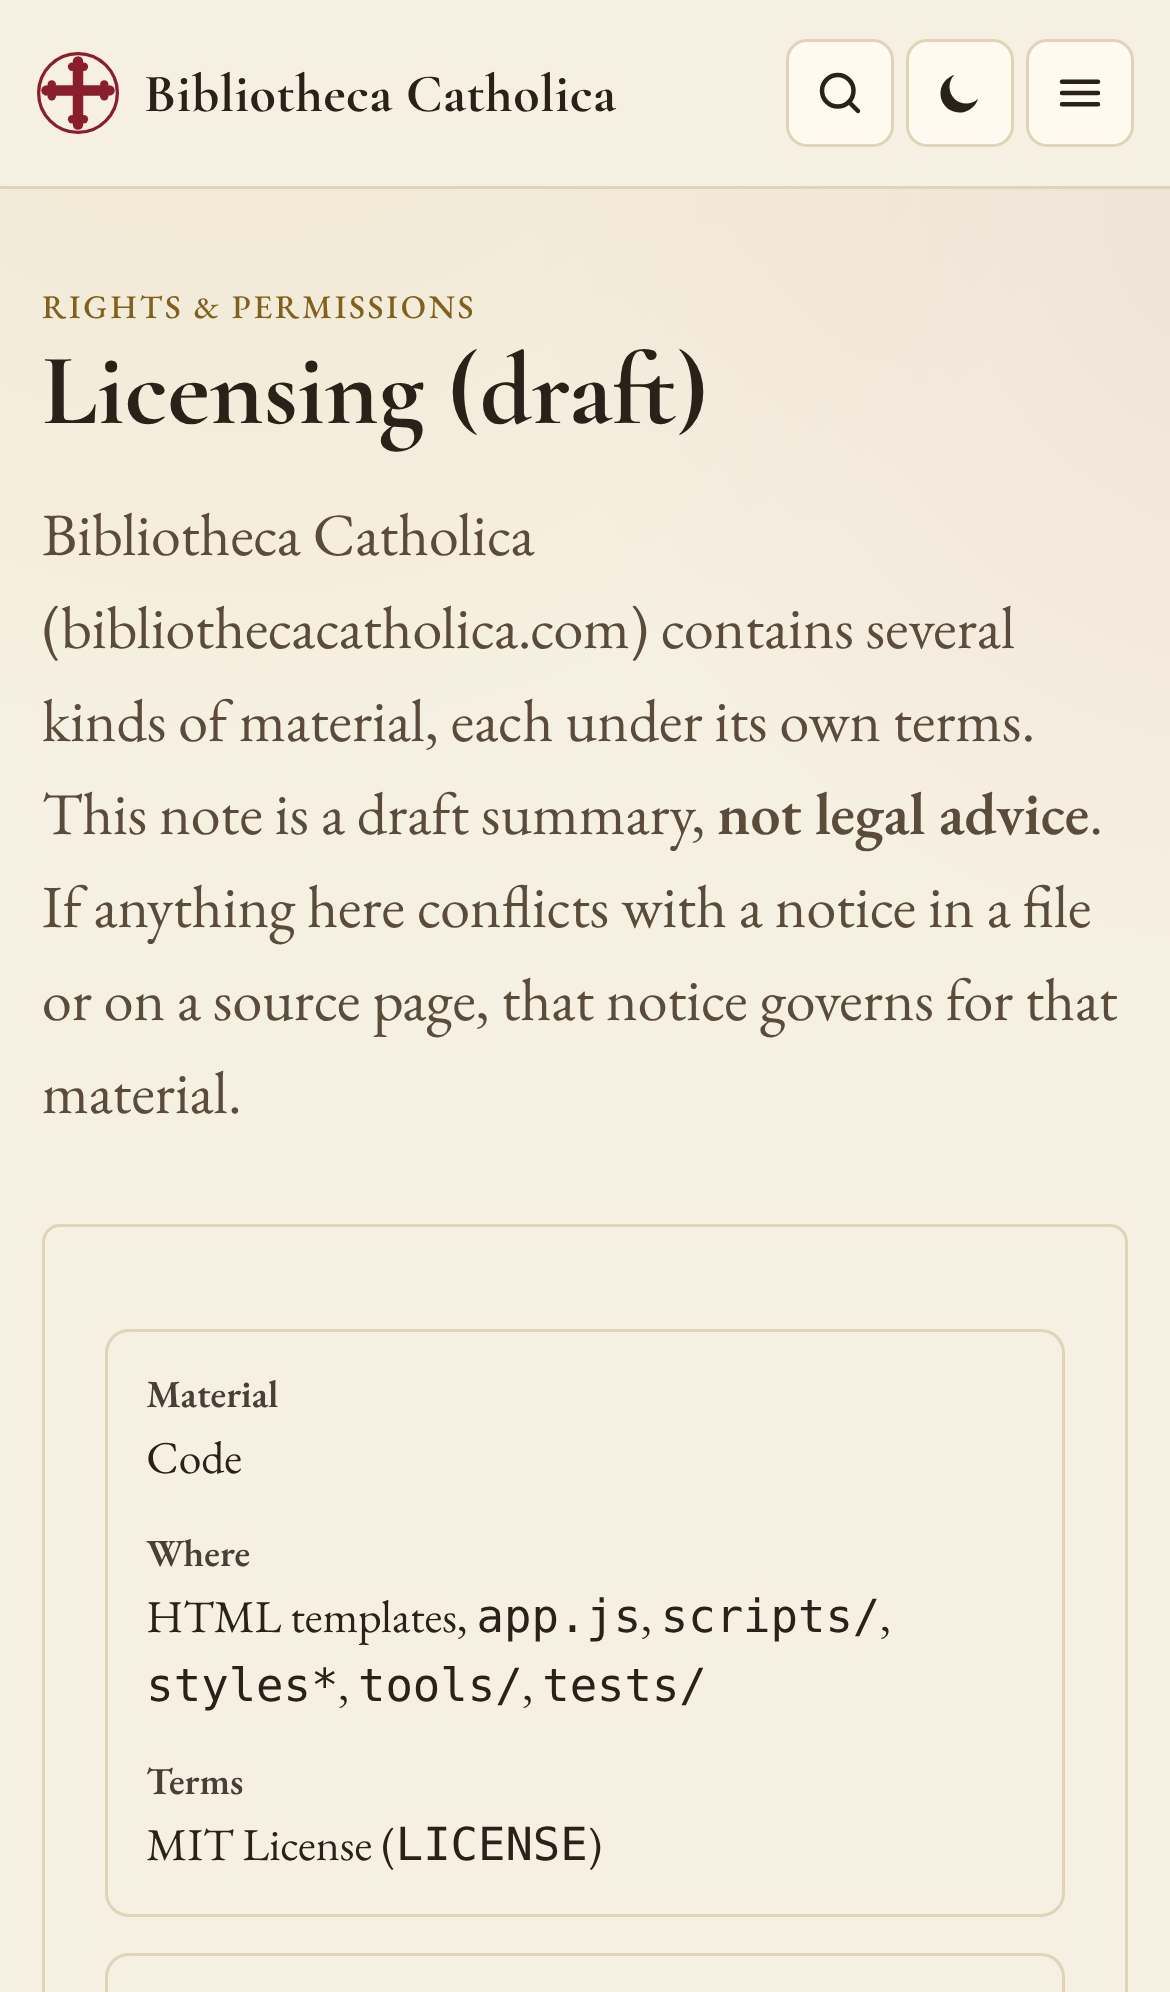 Bibliotheca Catholica
RIGHTS & PERMISSIONS
Licensing (draft)
Bibliotheca Catholica
(bibliothecacatholica.com) contains several
kinds of material, each under its own terms.
This note is a draft summary, not legal advice.
If anything here conflicts with a notice in a file
or on a source page, that notice governs for that
material.
Material
Code
Where
HTML templates, app.js, scripts/,
styles*, tools/, tests/
Terms
MIT License (LICENSE)